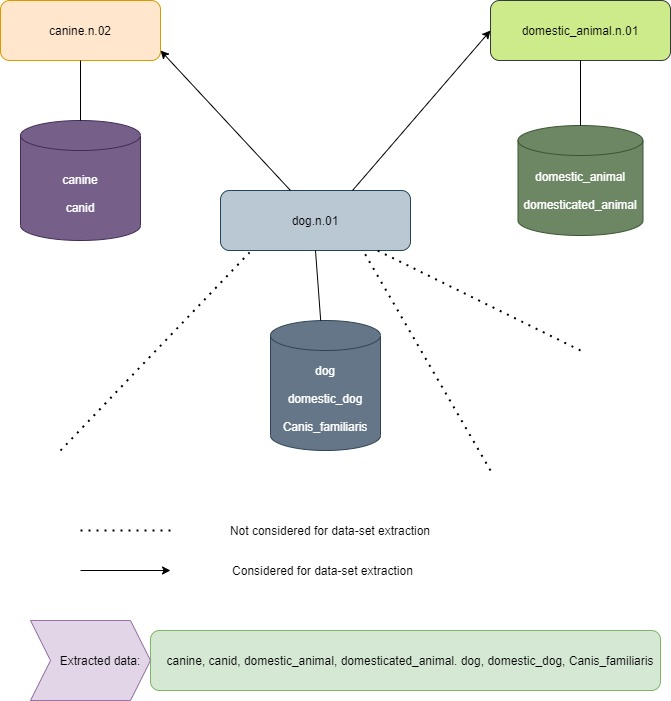 canine.n.02
domestic_animal.n.01
canine
canid
domestic_animal
domesticated_animal
dog.n.01
dog
domestic_dog
Canis_familiaris
Not considered for data-set extraction
Considered for data-set extraction
Extracted data:
canine, canid, domestic_animal, domesticated_animal. dog, domestic_dog, Canis_familiaris